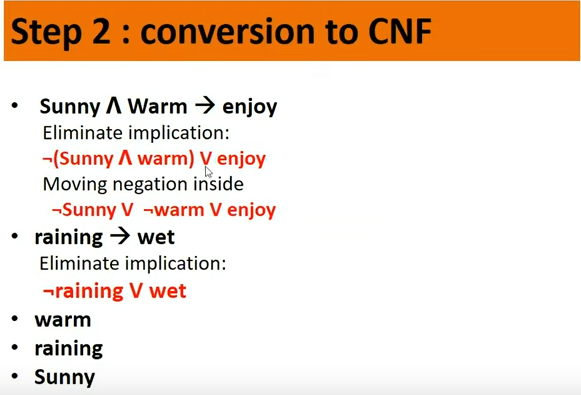 Step 2 : conversion to CNF
• Sunny Λ Warm → enjoy
Eliminate implication:
¬(Sunny Λ warm) V enjoy
Moving negation inside
¬Sunny V ¬warm V enjoy
• raining → wet
Eliminate implication:
¬raining V wet
• warm
• raining
• Sunny